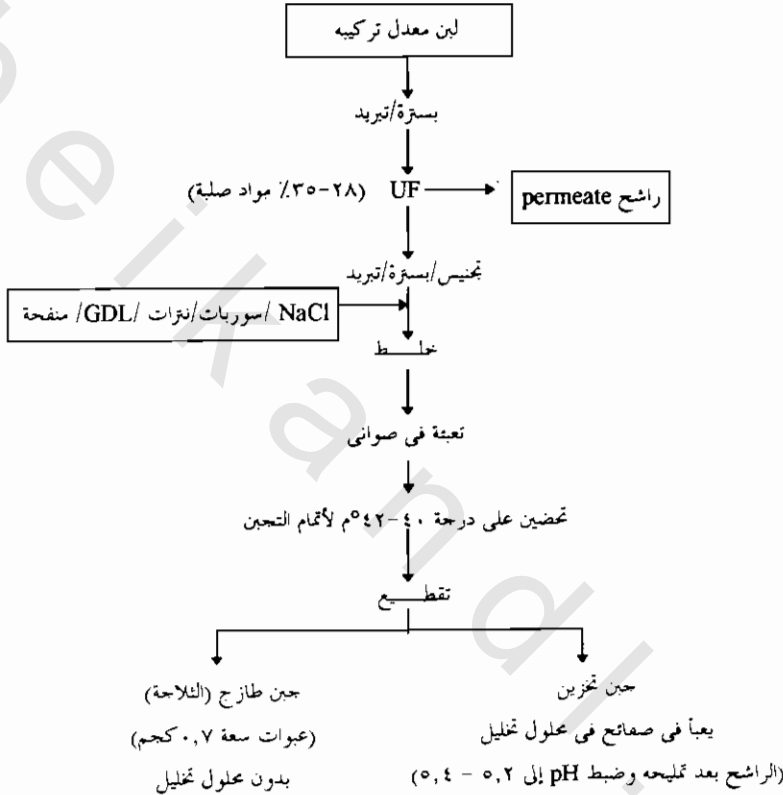 لبن معدل تركيبه
بسترة/تبريد
UF (٢٨-٣٥٪ مواد صلبة)
راشح permeate
تجنيس/بسترة/تبريد
NaCl /سوربات/نترات /GDL/ منفحة
خلـــــط
تعبئة فى صوانى
تحضين على درجة ٤٠-٤٢°م لأتمام التجبن
تقطـــيع
جبن تخزين
يعبأ فى صفائح فى محلول تخليل
(الراشح بعد تمليحه وضبط pH إلى ٥,٢ - ٥,٤)
جبن طازج (الثلاجة)
(عبوات سعة ٠,٧ كجم)
بدون محلول تخليل
seikandl.